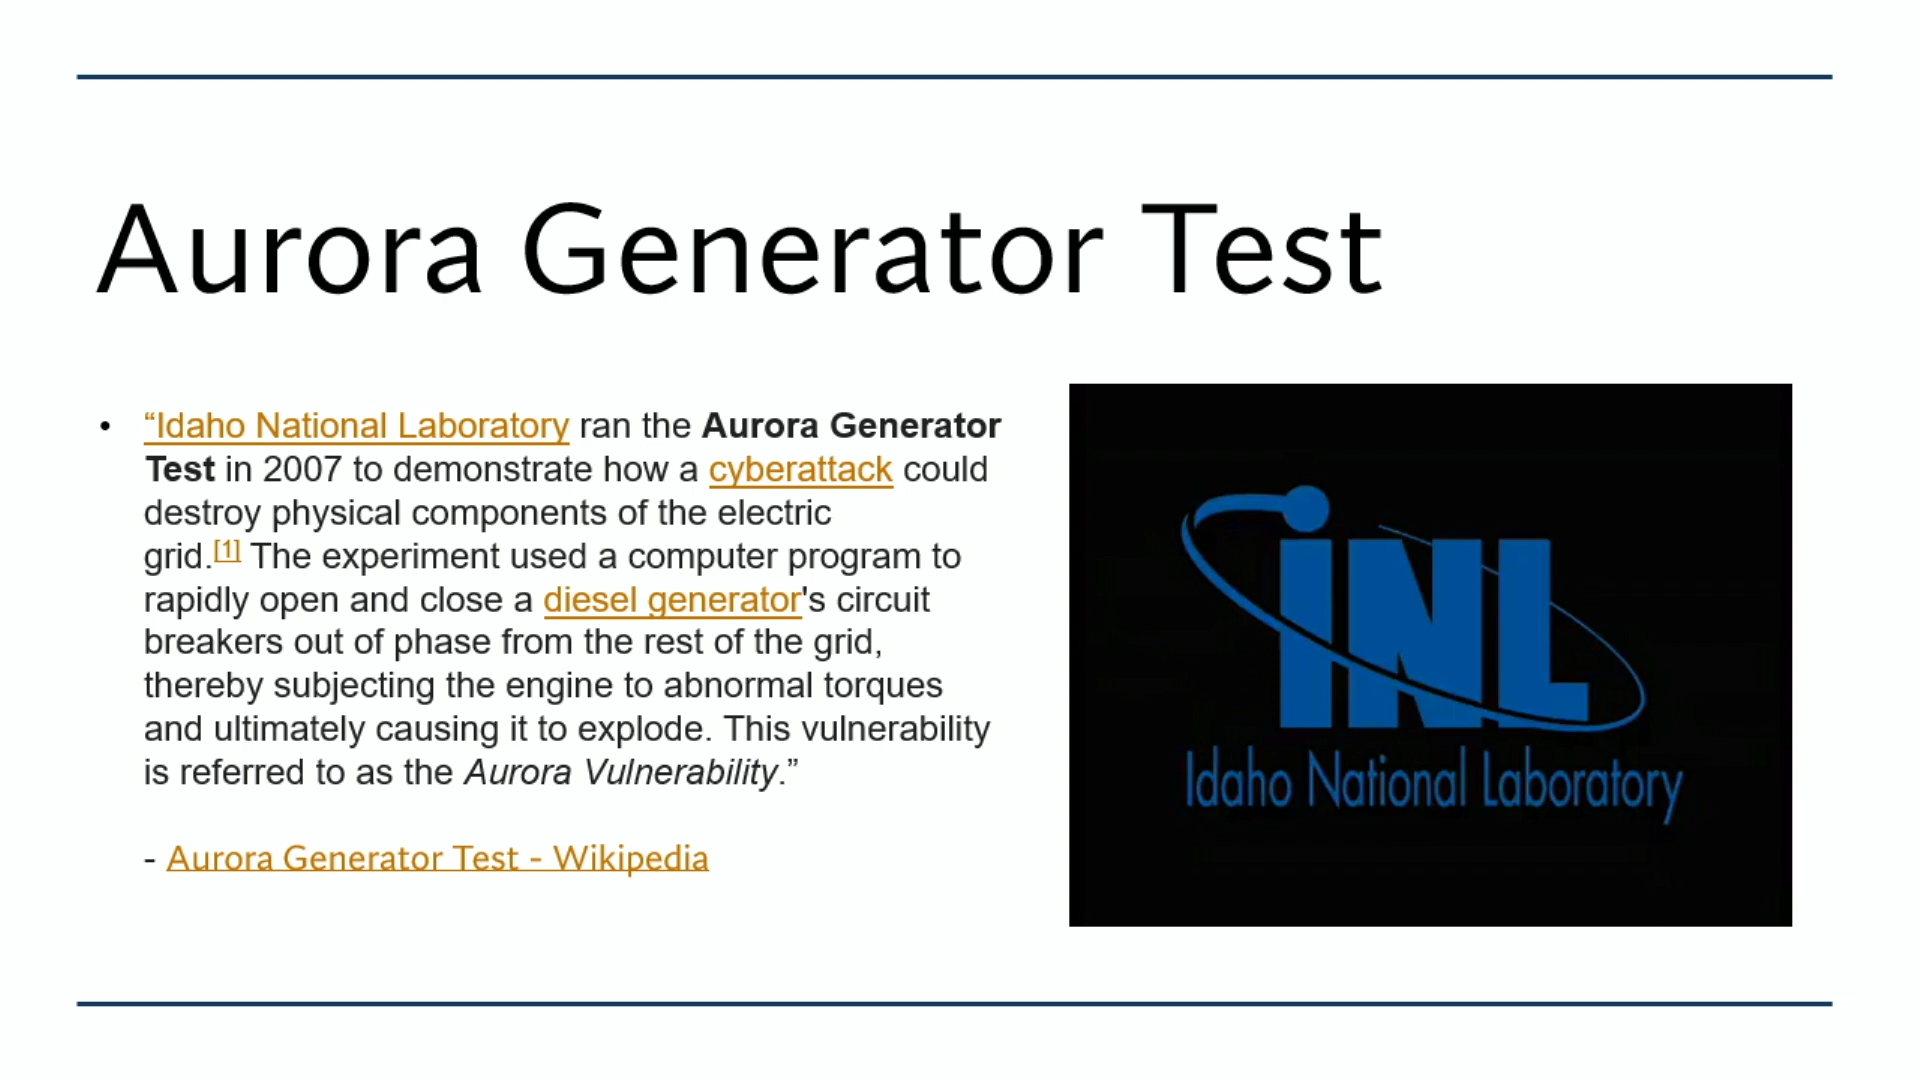 Aurora Generator Test
• “Idaho National Laboratory ran the Aurora Generator
Test in 2007 to demonstrate how a cyberattack could
destroy physical components of the electric
grid.[1] The experiment used a computer program to
rapidly open and close a diesel generator's circuit
breakers out of phase from the rest of the grid,
thereby subjecting the engine to abnormal torques
and ultimately causing it to explode. This vulnerability
is referred to as the Aurora Vulnerability.”
- Aurora Generator Test - Wikipedia
iNL
Idaho National Laboratory